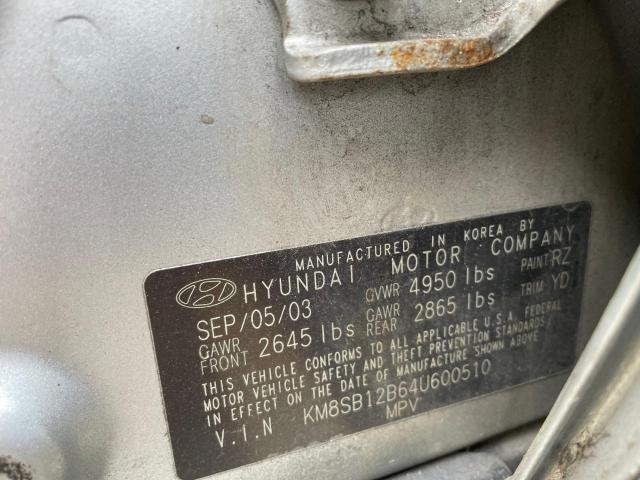 MANUFACTURED IN KOREA BY
HYUNDAI MOTOR COMPANY
SEP/05/03 GVWR 4950 lbs PAINT RZ
GAWR FRONT 2645 lbs GAWR REAR 2865 lbs TRIM YD
THIS VEHICLE CONFORMS TO ALL APPLICABLE U.S.A. FEDERAL
MOTOR VEHICLE SAFETY AND THEFT PREVENTION STANDARDS
IN EFFECT ON THE DATE OF MANUFACTURE SHOWN ABOVE
V.I.N KM8SB12B64U600510
MPV